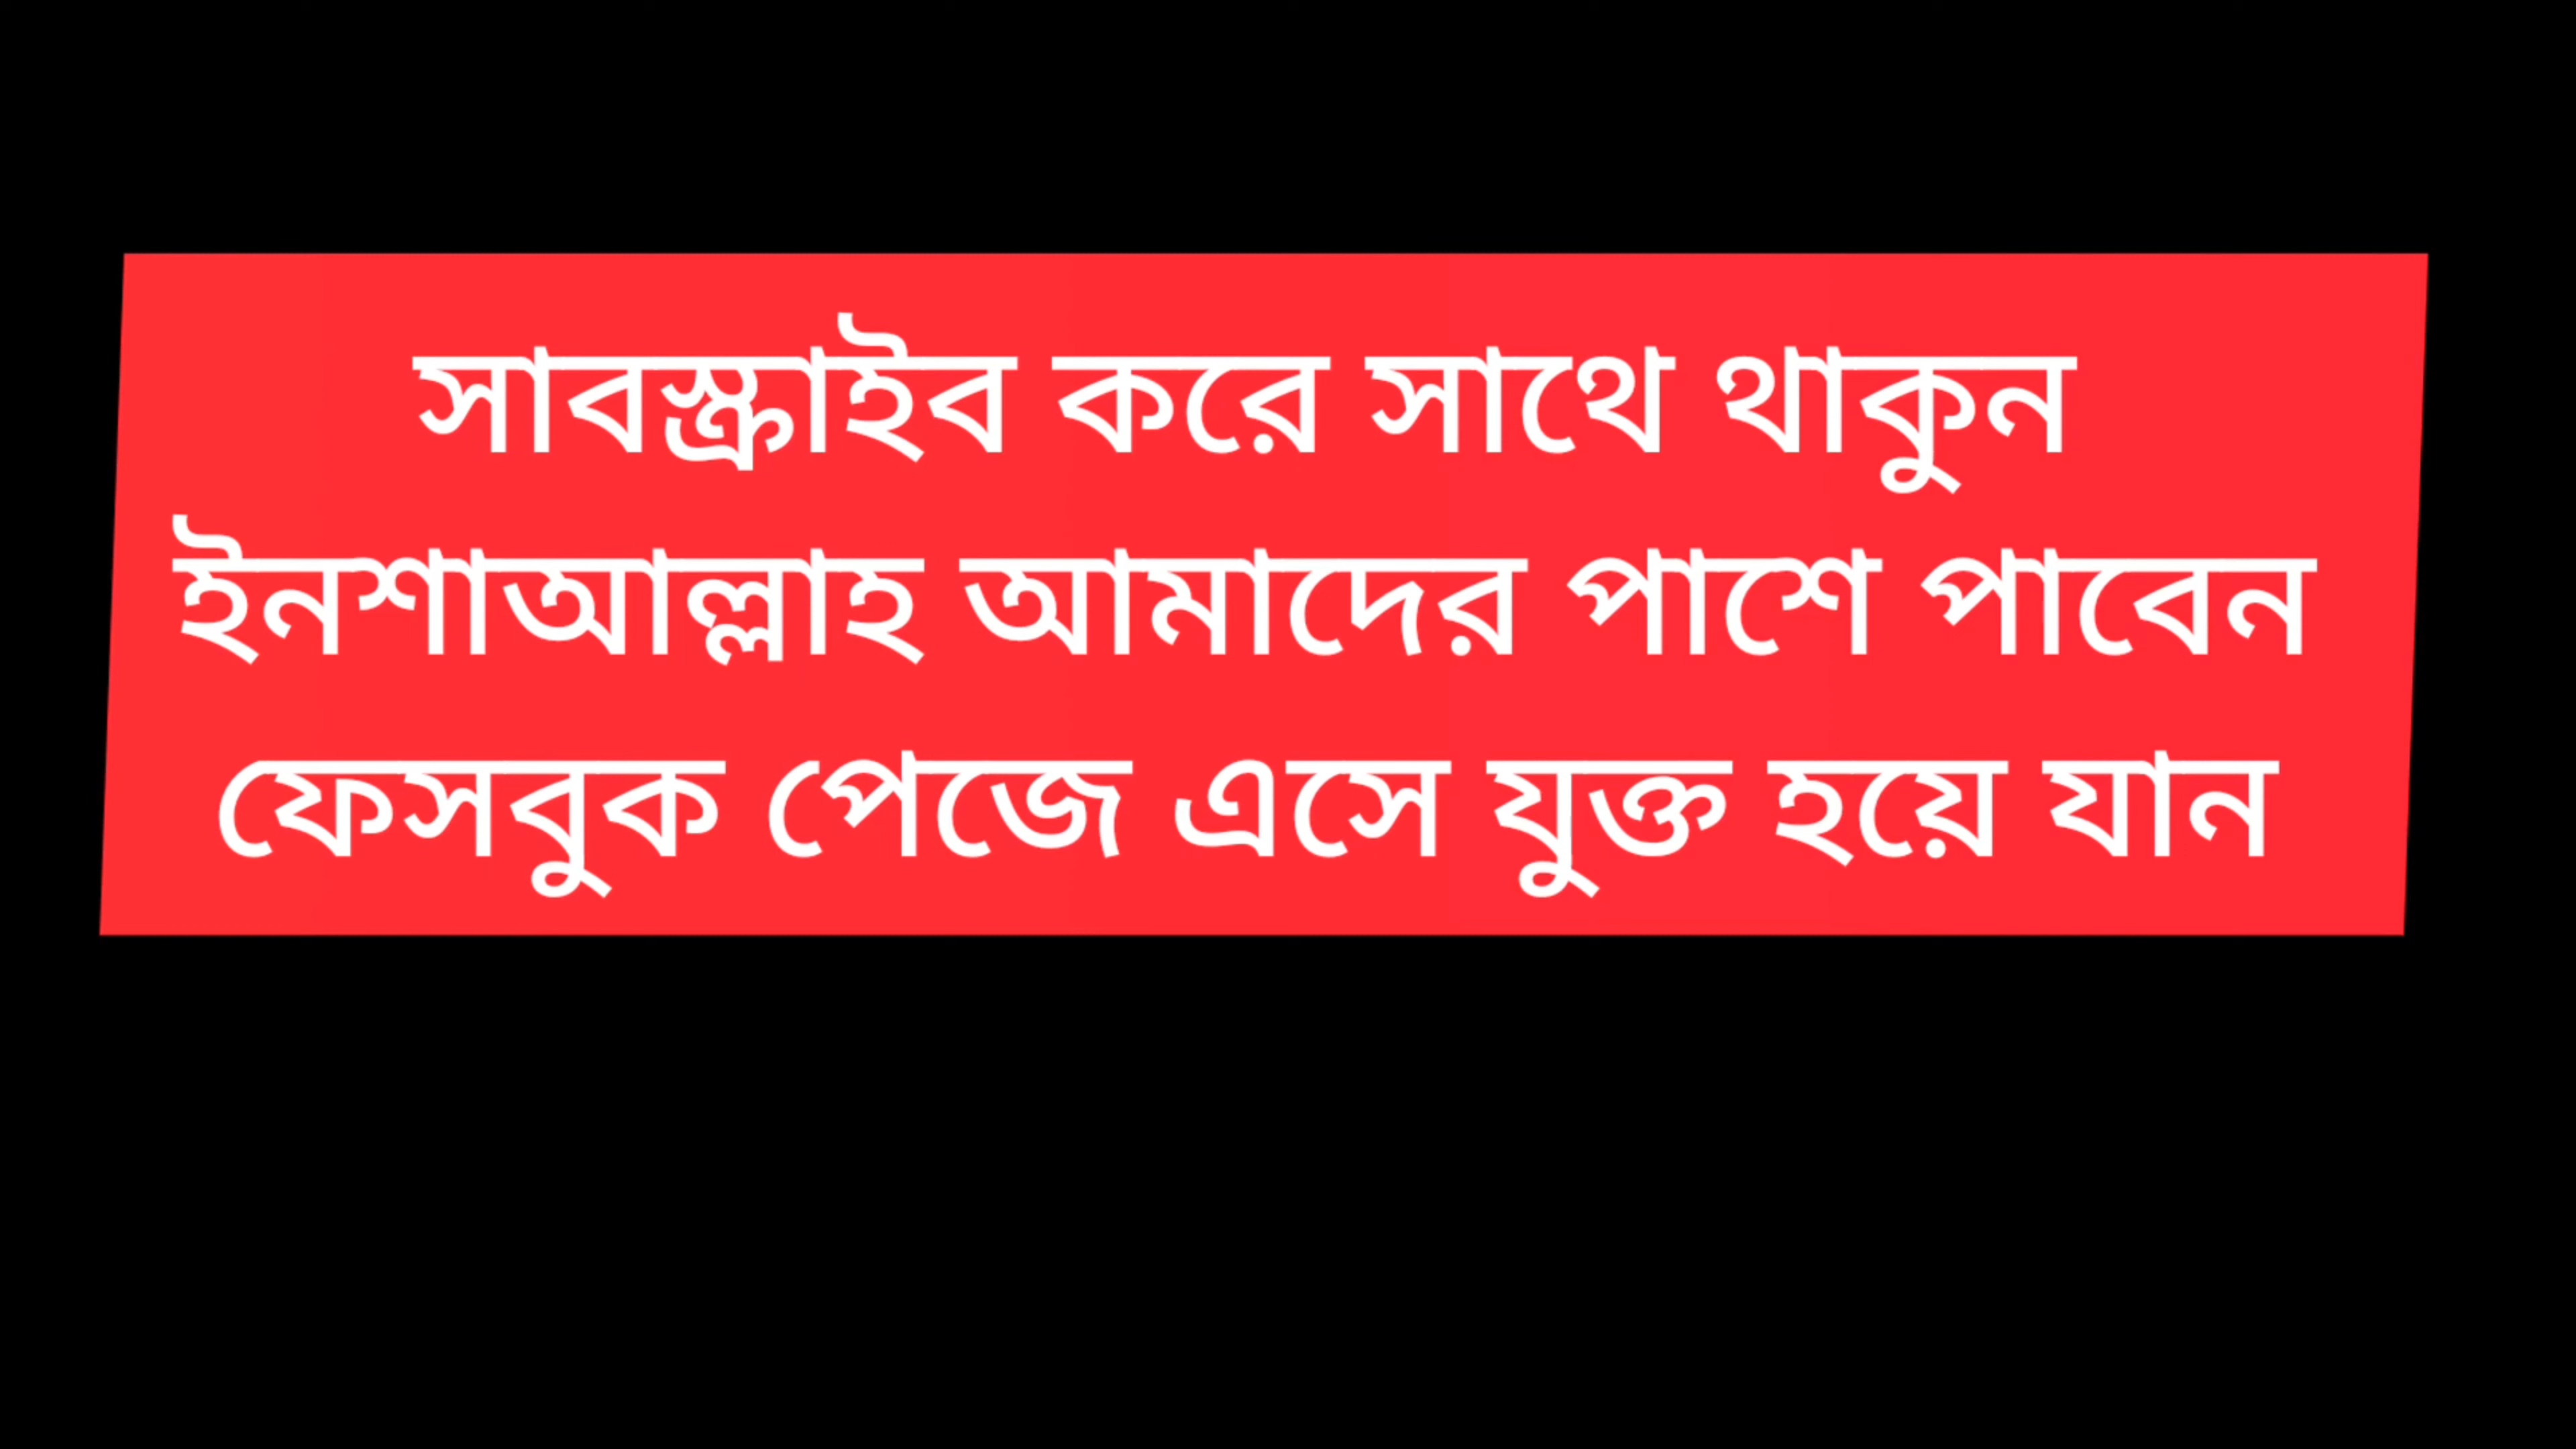 সাবস্ক্রাইব করে সাথে থাকুন
ইনশাআল্লাহ আমাদের পাশে পাবেন
ফেসবুক পেজে এসে যুক্ত হয়ে যান